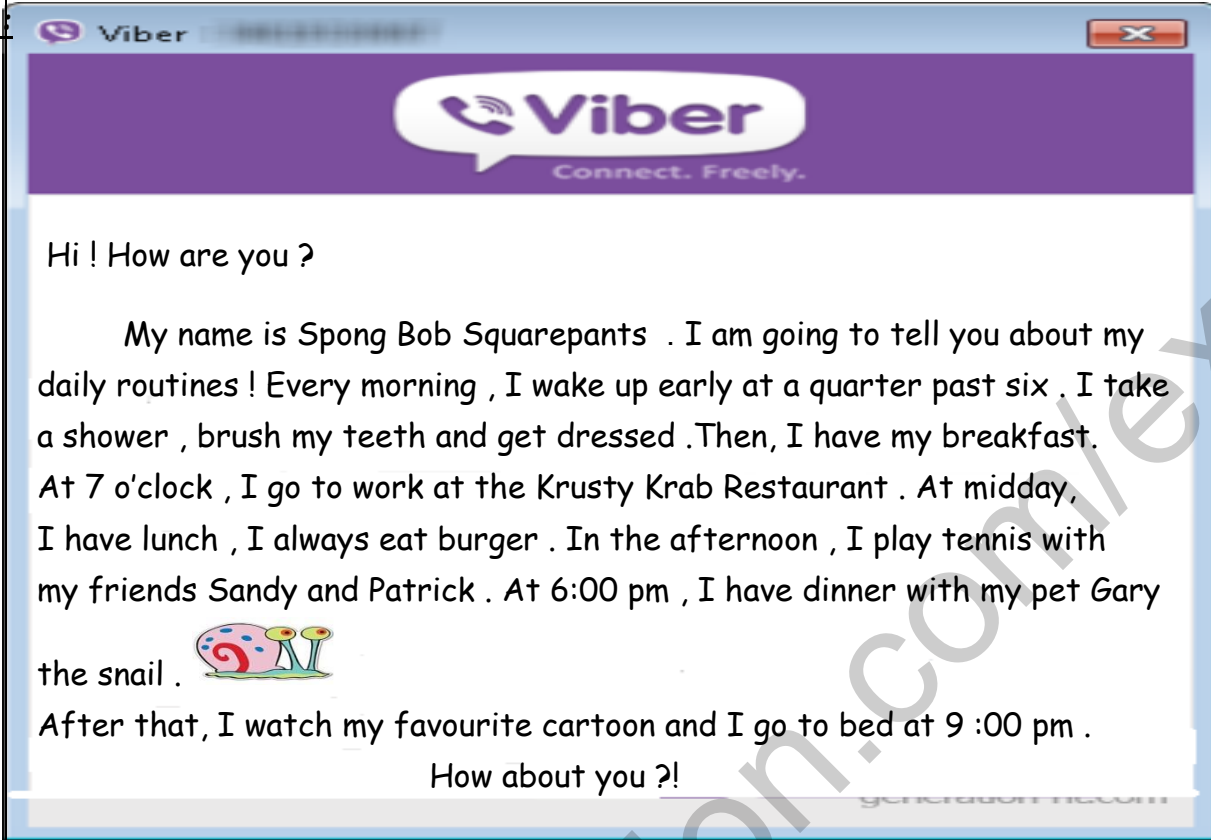 Viber
Viber
Connect. Freely.
Hi ! How are you ?
My name is Spong Bob Squarepants . I am going to tell you about my
daily routines ! Every morning , I wake up early at a quarter past six . I take
a shower , brush my teeth and get dressed .Then, I have my breakfast.
At 7 o'clock , I go to work at the Krusty Krab Restaurant . At midday,
I have lunch , I always eat burger . In the afternoon , I play tennis with
my friends Sandy and Patrick . At 6:00 pm , I have dinner with my pet Gary
the snail .
After that, I watch my favourite cartoon and I go to bed at 9 :00 pm .
How about you ?!